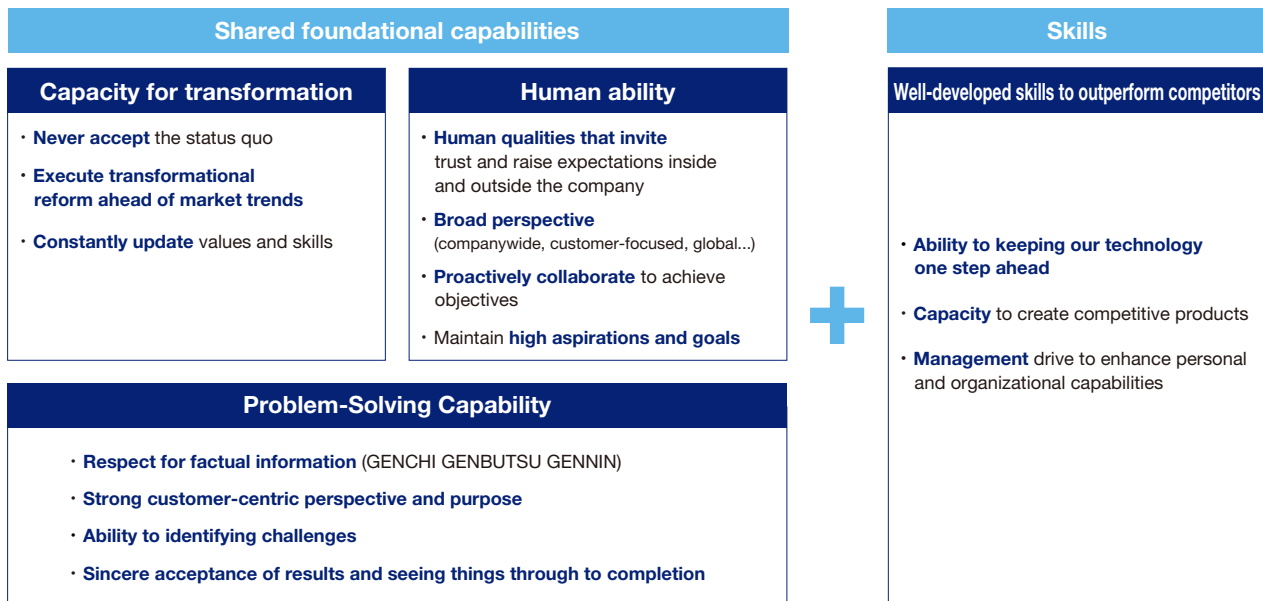 Shared foundational capabilities
Capacity for transformation
・Never accept the status quo
・Execute transformational
reform ahead of market trends
・Constantly update values and skills
Human ability
・Human qualities that invite
trust and raise expectations inside
and outside the company
・Broad perspective
(companywide, customer-focused, global...)
・Proactively collaborate to achieve
objectives
・Maintain high aspirations and goals
Problem-Solving Capability
・Respect for factual information (GENCHI GENBUTSU GENNIN)
・Strong customer-centric perspective and purpose
・Ability to identifying challenges
・Sincere acceptance of results and seeing things through to completion
Skills
Well-developed skills to outperform competitors
・Ability to keeping our technology
one step ahead
・Capacity to create competitive products
・Management drive to enhance personal
and organizational capabilities